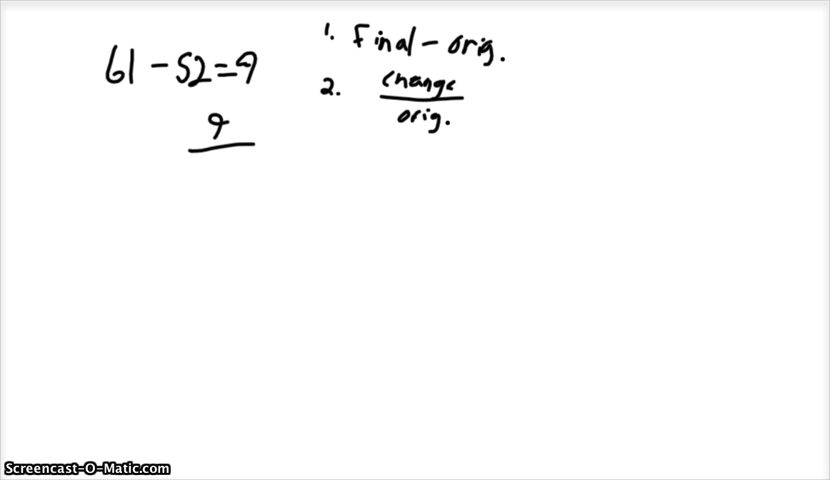 61 - 52 = 9
9
1. Final - orig.
2. change
orig.
Screencast-O-Matic.com